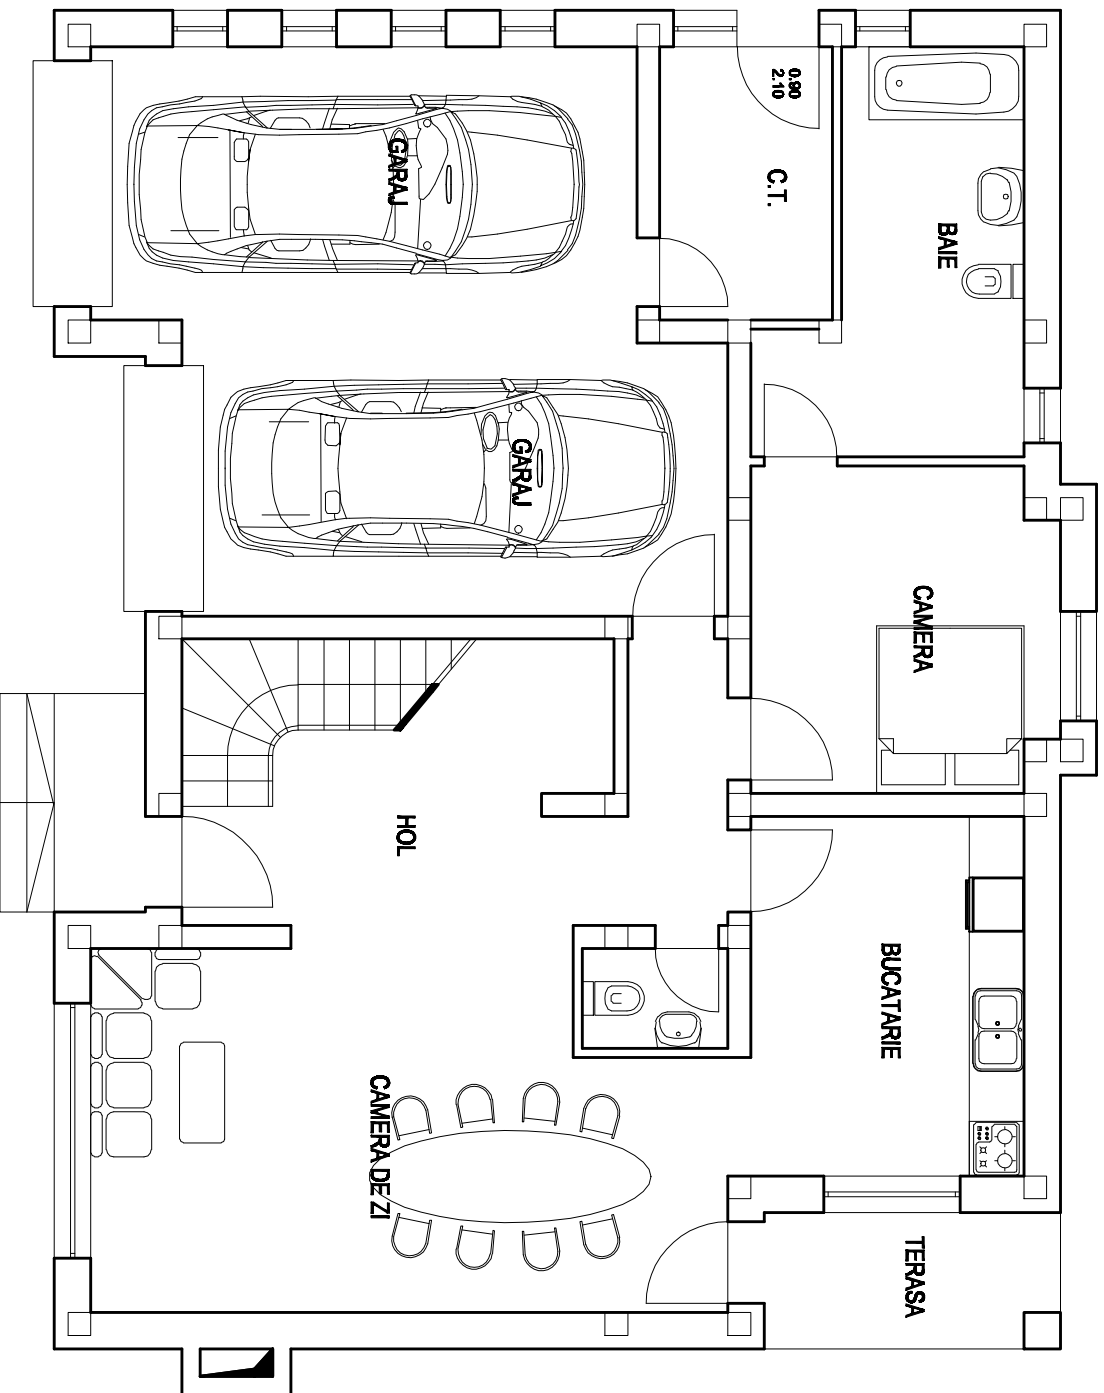 0.90
2.10
GARAJ
C.T.
BAIE
GARAJ
CAMERA
HOL
BUCATARIE
CAMERA DE ZI
TERASA